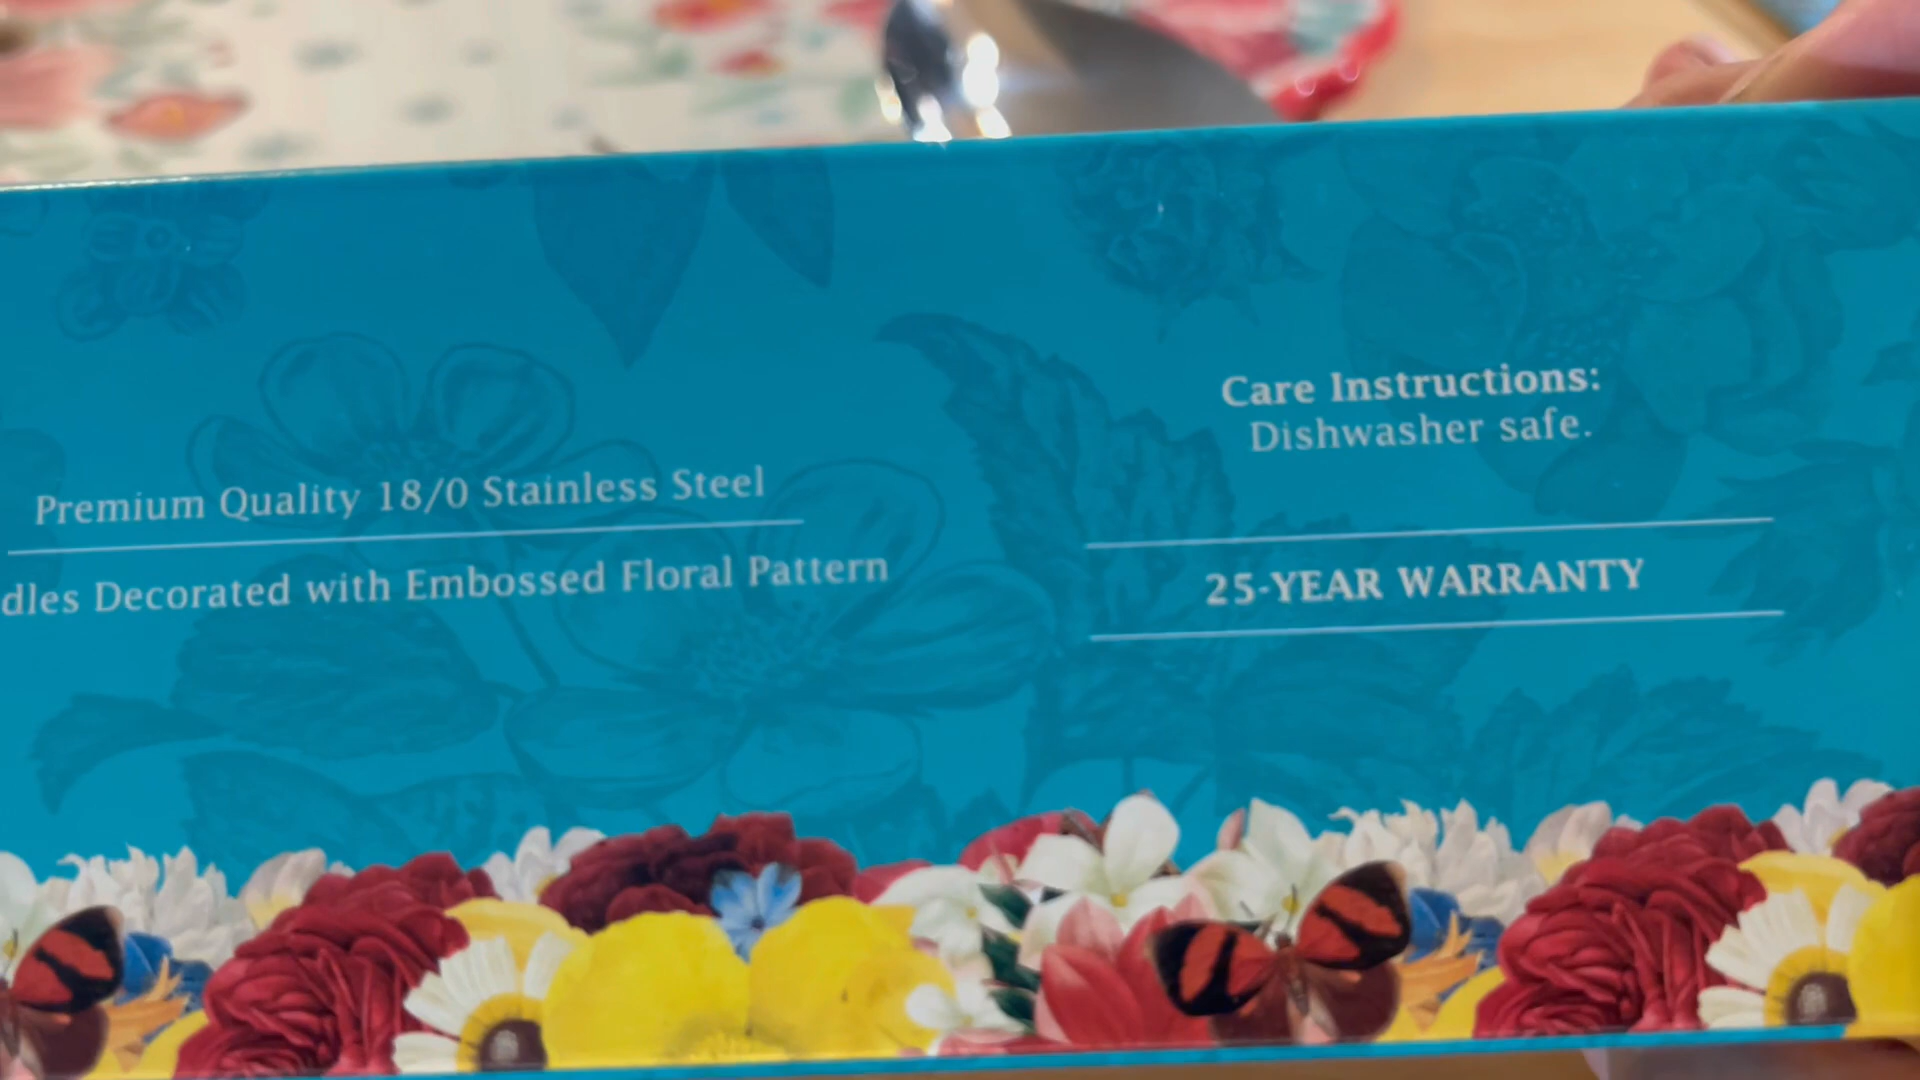 Premium Quality 18/0 Stainless Steel
dles Decorated with Embossed Floral Pattern
Care Instructions:
Dishwasher safe.
25-YEAR WARRANTY